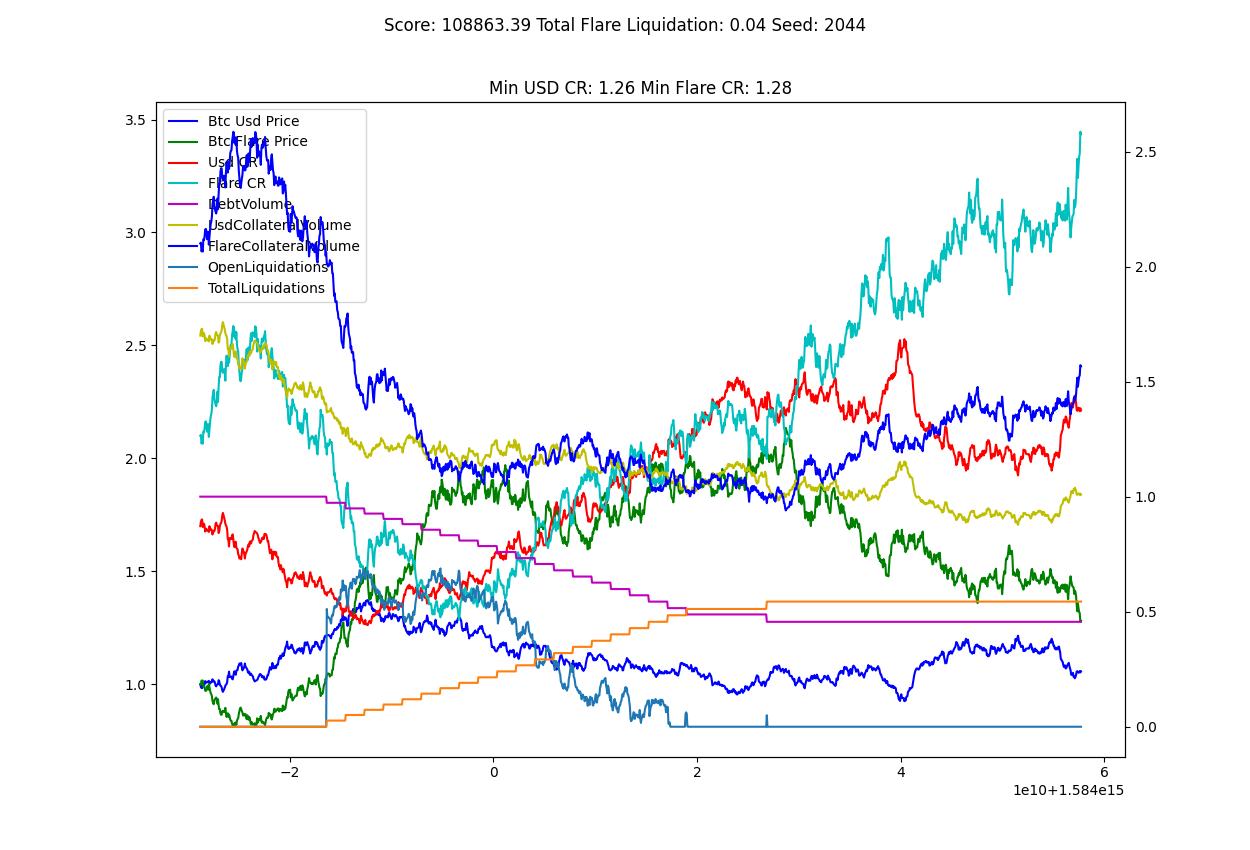 Score: 108863.39 Total Flare Liquidation: 0.04 Seed: 2044
Min USD CR: 1.26 Min Flare CR: 1.28
Btc Usd Price
Btc Flare Price
Usd CR
Flare CR
DebtVolume
UsdCollateralVolume
FlareCollateralVolume
OpenLiquidations
TotalLiquidations
3.5
3.0
2.5
2.0
1.5
1.0
2.5
2.0
1.5
1.0
0.5
0.0
−2 0 2 4 6
1e10+1.584e15